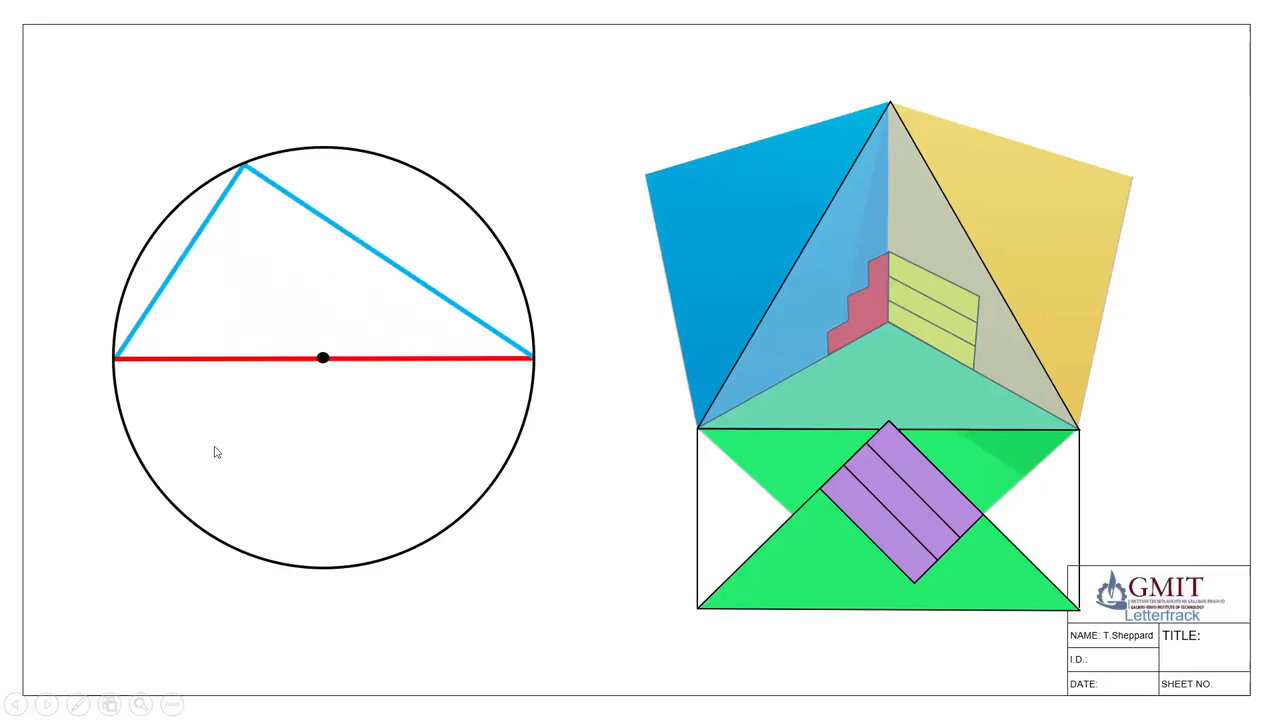 GMIT
Letterfrack
NAME: T.Sheppard
TITLE:
I.D.:
DATE:
SHEET NO.